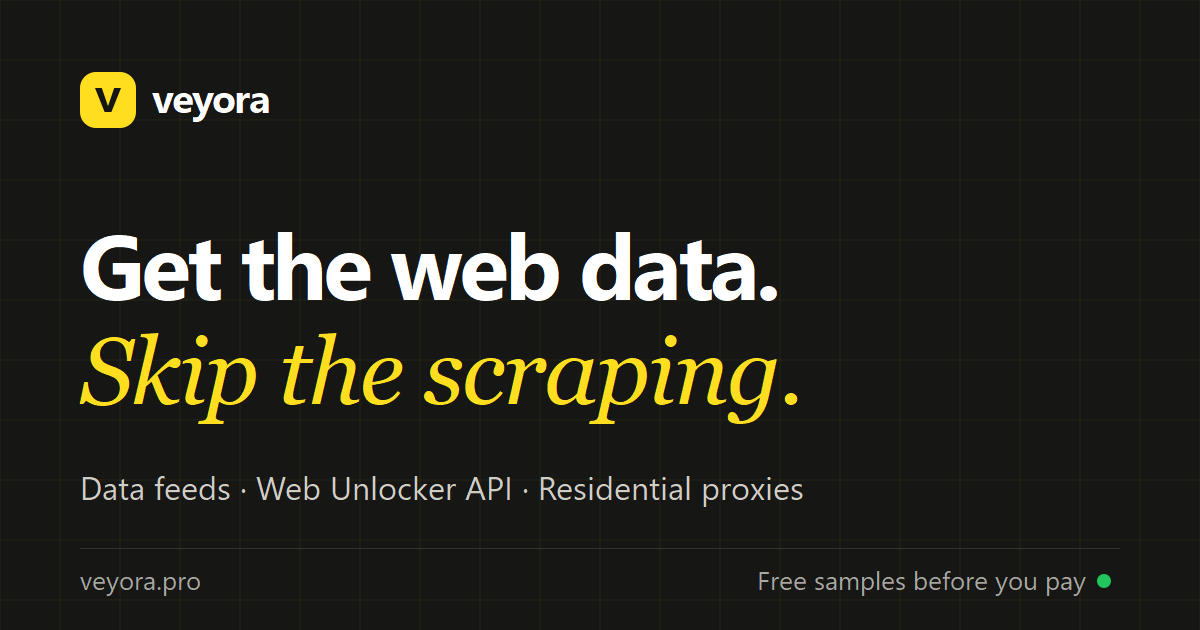 V veyora
Get the web data.
Skip the scraping.
Data feeds · Web Unlocker API · Residential proxies
veyora.pro
Free samples before you pay